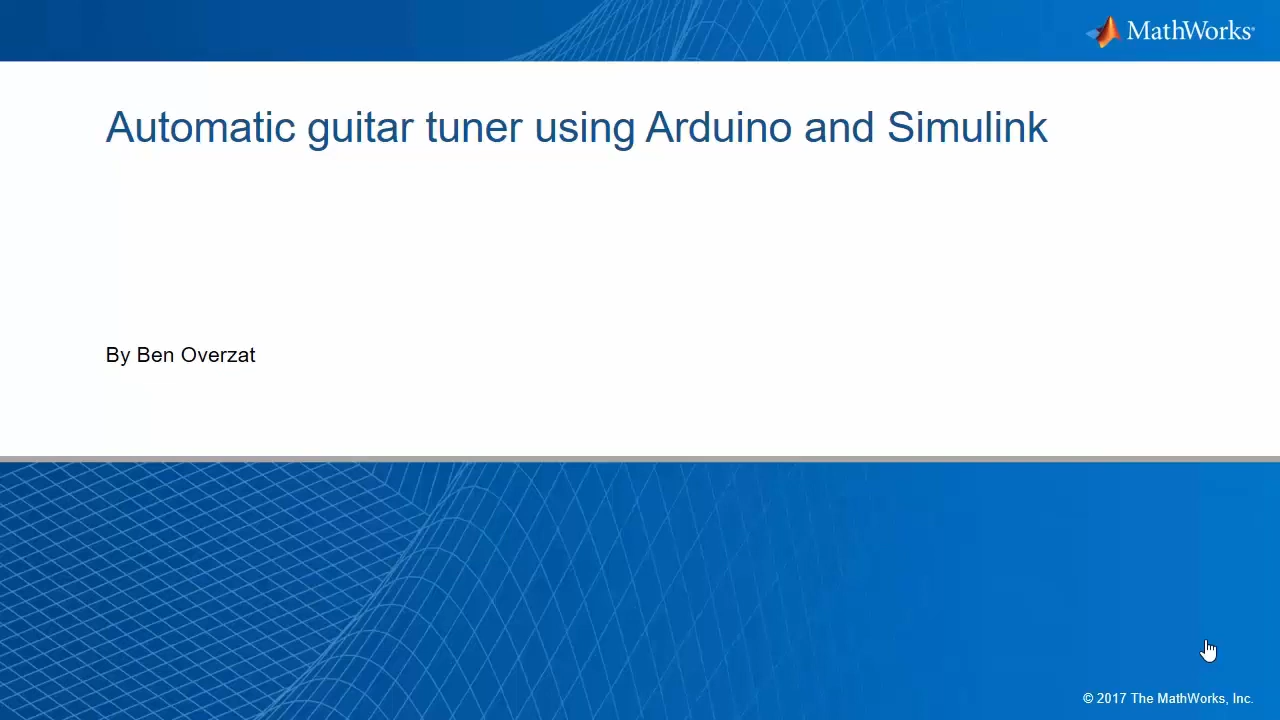 MathWorks®
Automatic guitar tuner using Arduino and Simulink
By Ben Overzat
© 2017 The MathWorks, Inc.